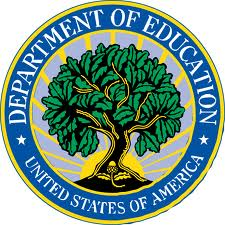 DEPARTMENT OF EDUCATION
UNITED STATES OF AMERICA